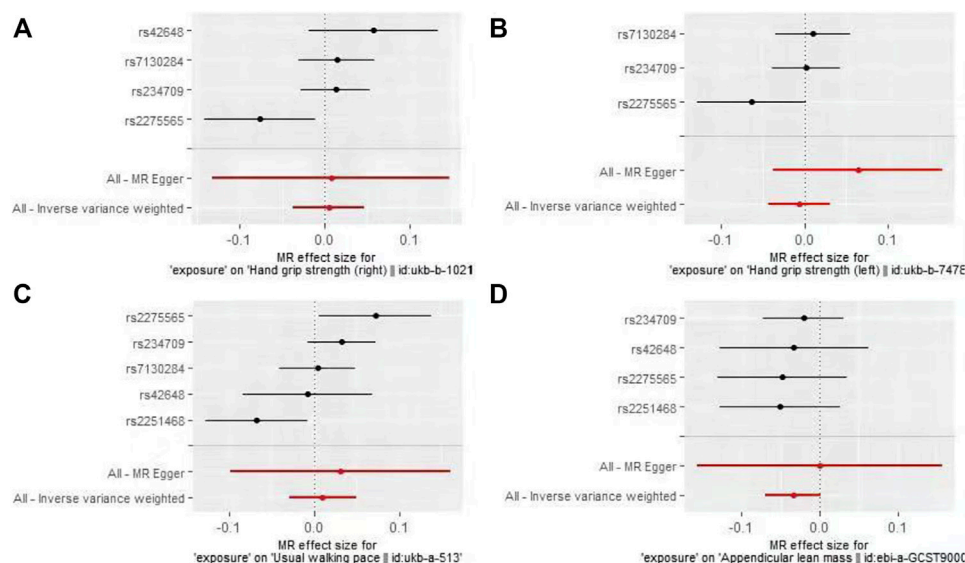 A
rs42648
rs7130284
rs234709
rs2275565
All - MR Egger
All - Inverse variance weighted
-0.1 0.0 0.1
MR effect size for
'exposure' on 'Hand grip strength (right) || id:ukb-b-1021
B
rs7130284
rs234709
rs2275565
All - MR Egger
All - Inverse variance weighted
-0.1 0.0 0.1
MR effect size for
'exposure' on 'Hand grip strength (left) || id:ukb-b-7478
C
rs2275565
rs234709
rs7130284
rs42648
rs2251468
All - MR Egger
All - Inverse variance weighted
-0.1 0.0 0.1
MR effect size for
'exposure' on 'Usual walking pace || id:ukb-a-513'
D
rs234709
rs42648
rs2275565
rs2251468
All - MR Egger
All - Inverse variance weighted
-0.1 0.0 0.1
MR effect size for
'exposure' on 'Appendicular lean mass || id:ebi-a-GCST9000